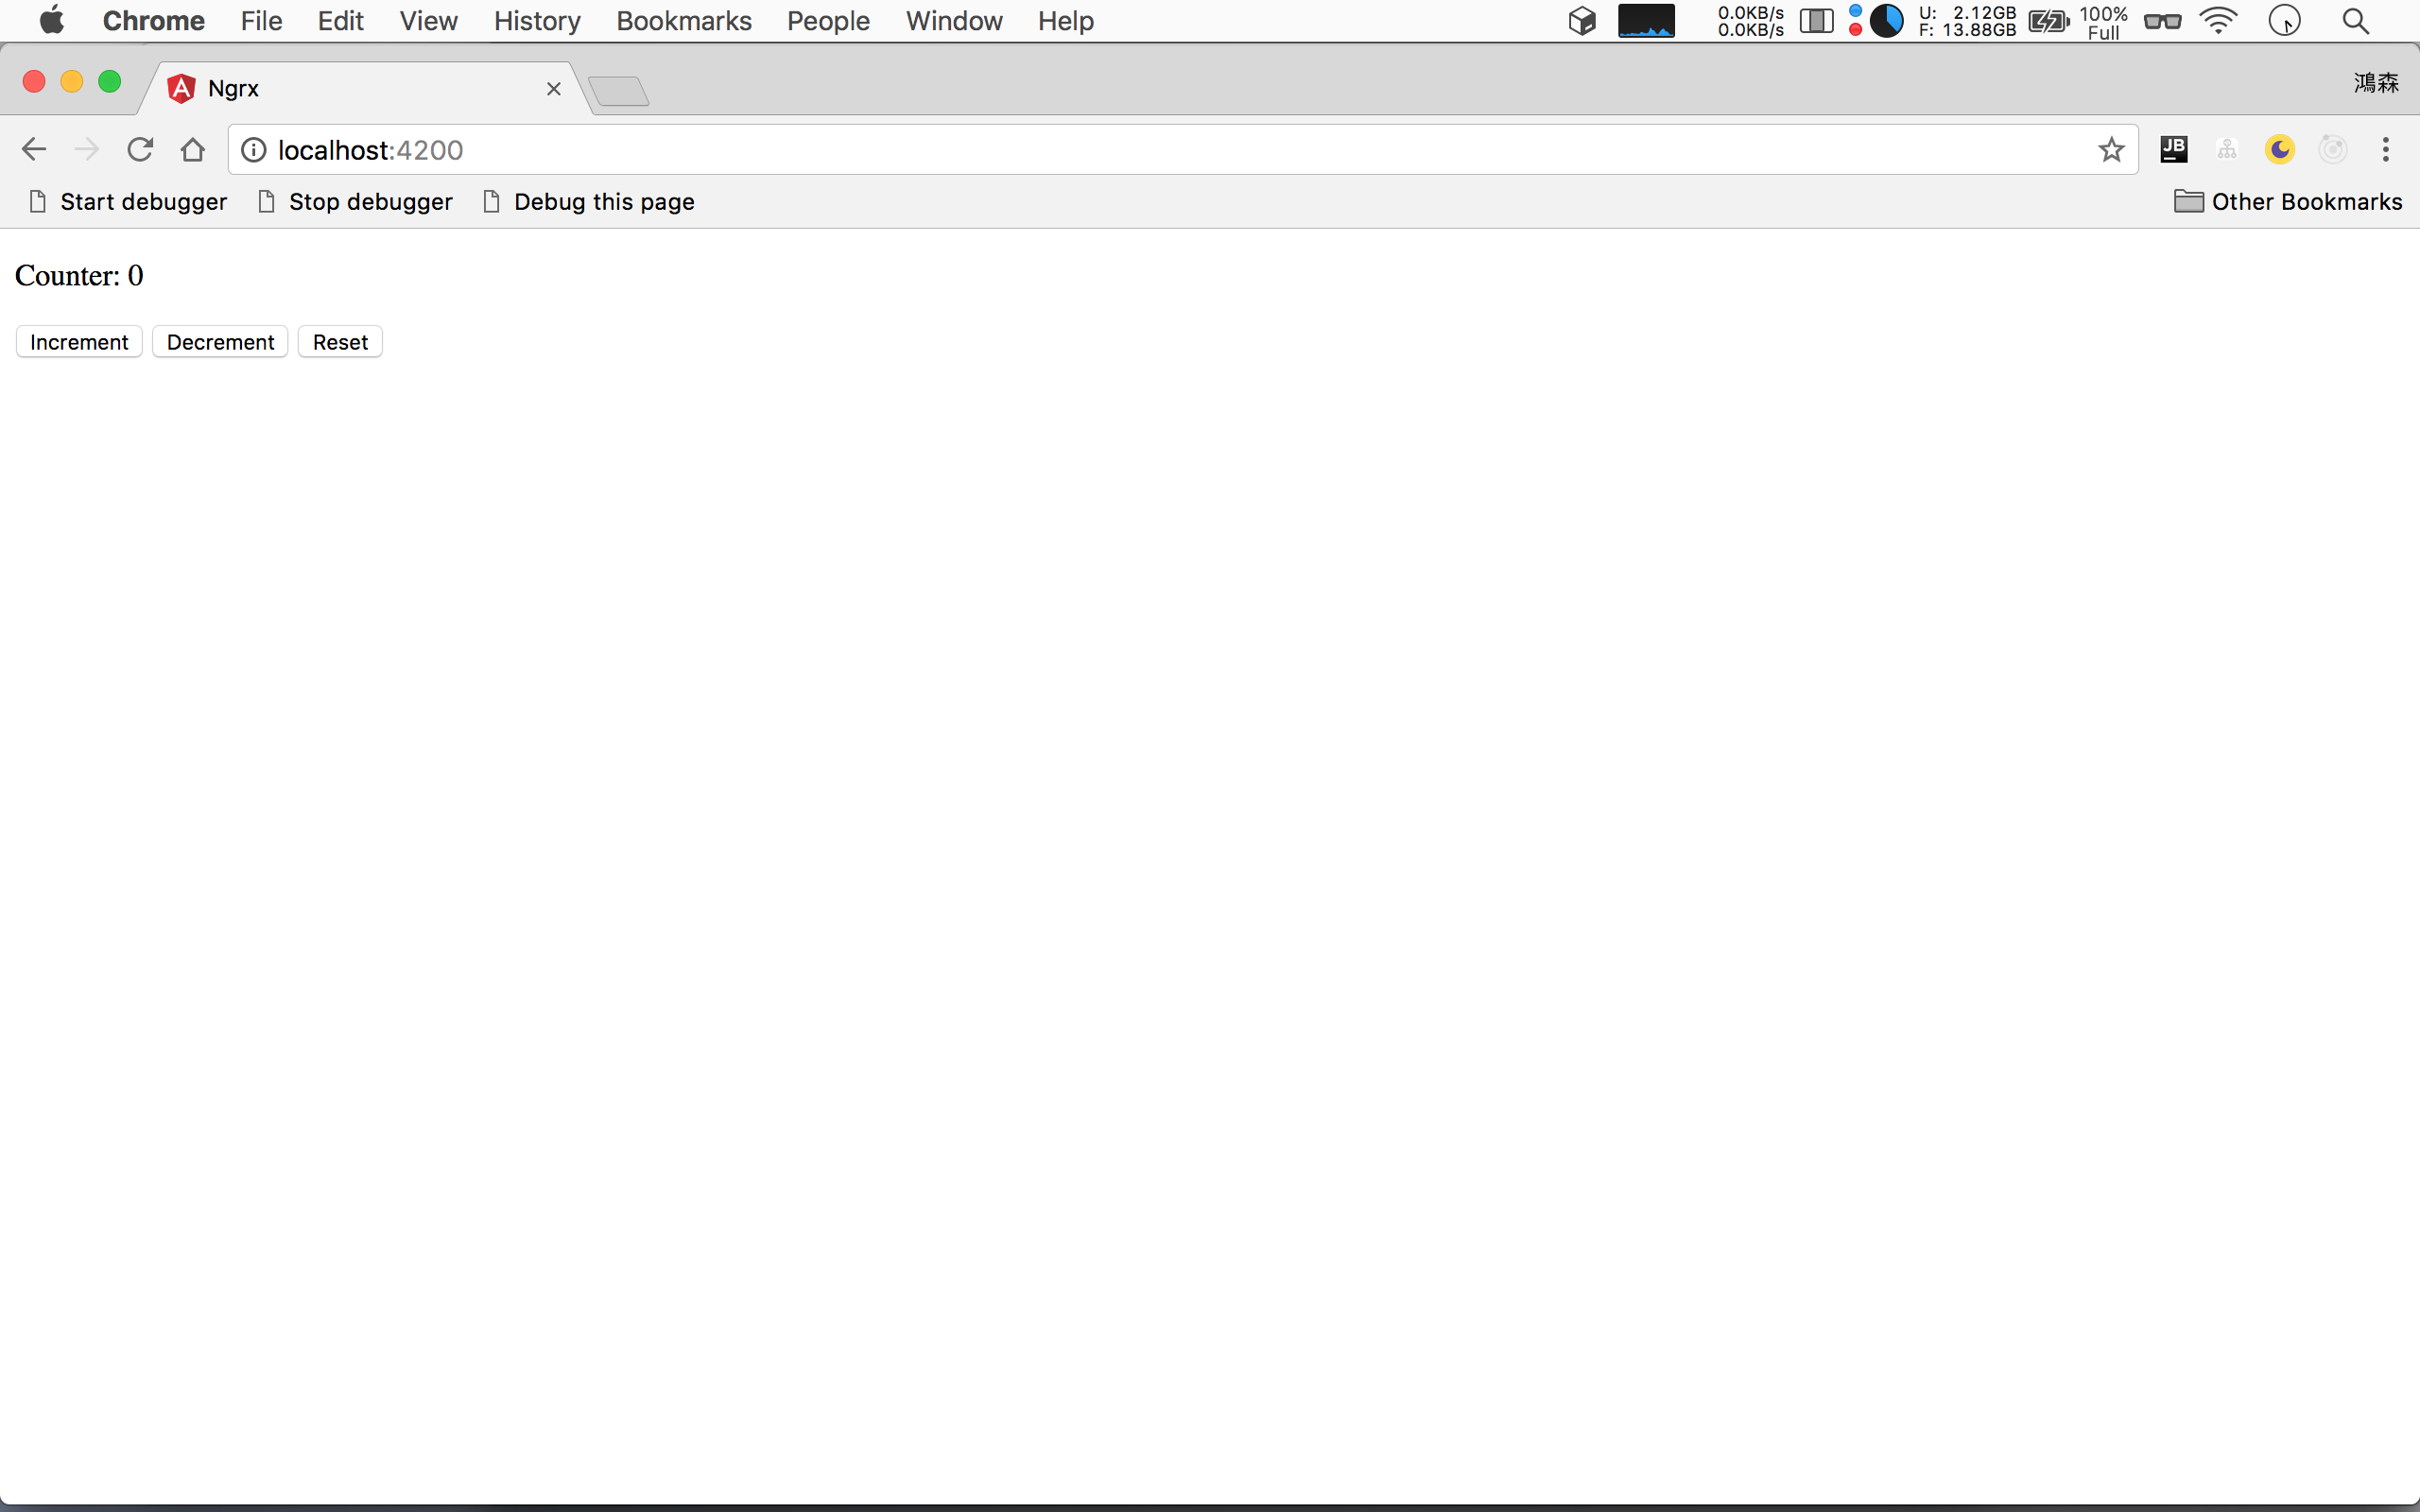 Chrome File Edit View History Bookmarks People Window Help
0.0KB/s U: 2.12GB 100%
0.0KB/s F: 13.88GB Full
Ngrx
鴻森
localhost:4200
JB
Start debugger Stop debugger Debug this page Other Bookmarks
Counter: 0
Increment Decrement Reset